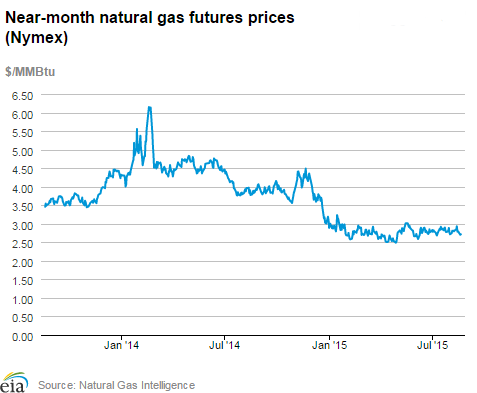 Near-month natural gas futures prices
(Nymex)
$/MMBtu
6.50
6.00
5.50
5.00
4.50
4.00
3.50
3.00
2.50
2.00
1.50
1.00
0.50
0.00
Jan '14
Jul '14
Jan '15
Jul '15
eia
Source: Natural Gas Intelligence